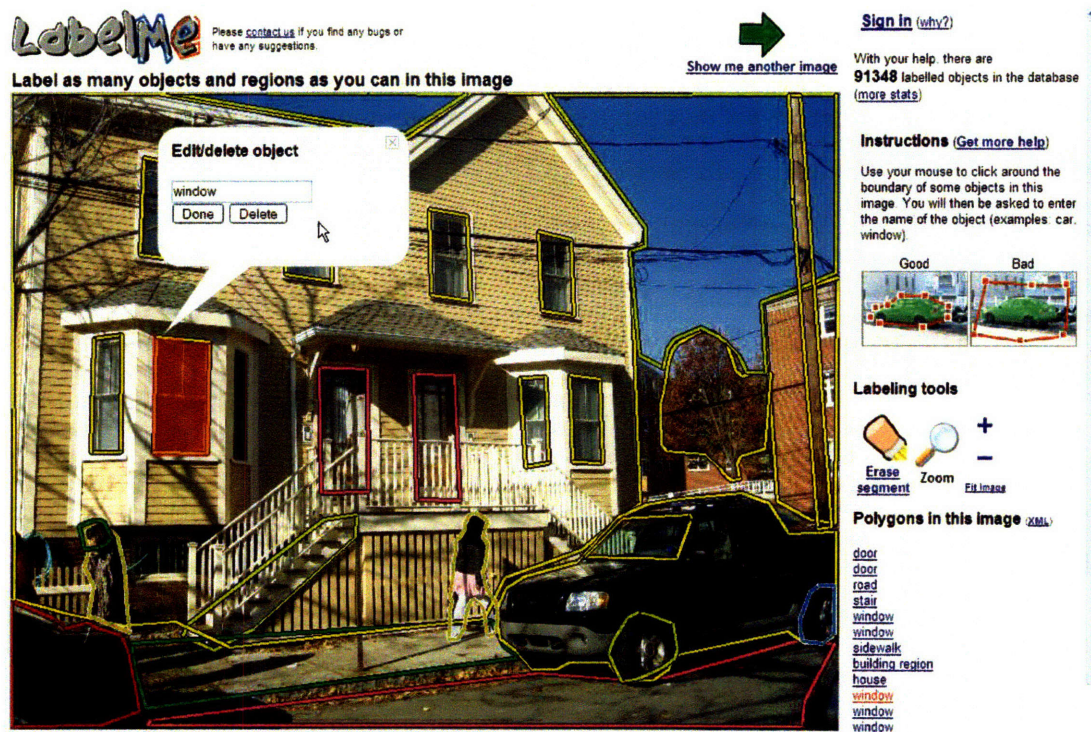 LabelMe
Please contact us if you find any bugs or
have any suggestions.
Show me another image
Label as many objects and regions as you can in this image
Edit/delete object
window
Done Delete
Sign in (why?)
With your help, there are
91348 labelled objects in the database
(more stats)
Instructions (Get more help)
Use your mouse to click around the
boundary of some objects in this
image. You will then be asked to enter
the name of the object (examples: car,
window).
Good Bad
Labeling tools
Erase
segment
Zoom
+
−
Fit Image
Polygons in this image (XML)
door
door
road
stair
window
window
sidewalk
building region
house
window
window
window